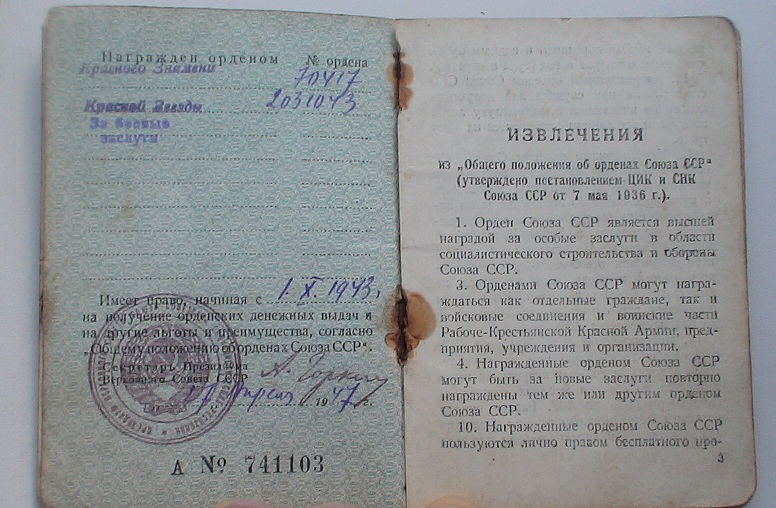 Награжден орденом № ордена
Красного Знамени 70417
Красной Звезды 2031043
За боевые
заслуги
Имеет право, начиная с 1. X. 1943 г.
на получение орденских денежных выдач и
на другие льготы и преимущества, согласно
„Общему положению об орденах Союза ССР“.
Секретарь Президиума
Верховного Совета СССР А. Горкин
апреля 1947 г.
А № 741103
ИЗВЛЕЧЕНИЯ
из „Общего положения об орденах Союза ССР“
(утверждено постановлением ЦИК и СНК
Союза ССР от 7 мая 1936 г.).
1. Орден Союза ССР является высшей
наградой за особые заслуги в области
социалистического строительства и обороны
Союза ССР.
3. Орденами Союза ССР могут награ-
ждаться как отдельные граждане, так и
войсковые соединения и воинские части
Рабоче-Крестьянской Красной Армии, пред-
приятия, учреждения и организации.
4. Награжденные орденом Союза ССР
могут быть за новые заслуги повторно
награждены тем же или другим орденом
Союза ССР.
10. Награжденные орденом Союза ССР
пользуются лично правом бесплатного про-
3